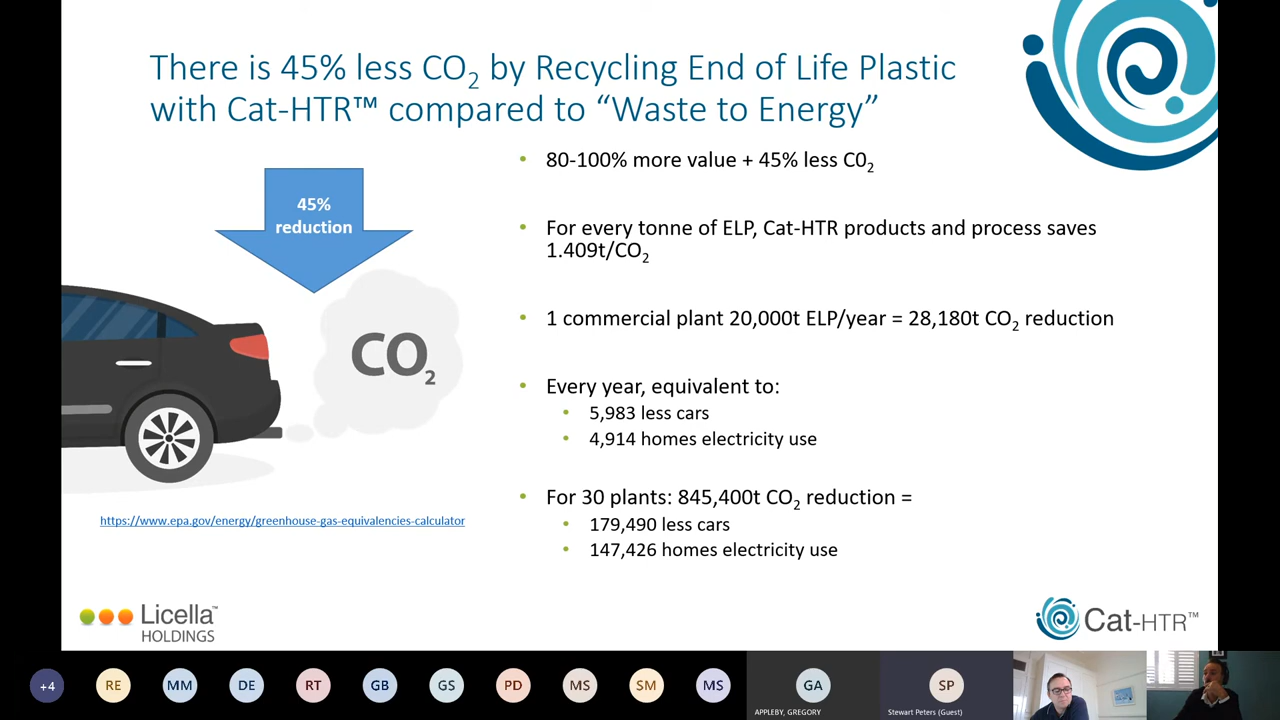 There is 45% less CO₂ by Recycling End of Life Plastic
with Cat-HTR™ compared to “Waste to Energy”
45%
reduction
CO₂
https://www.epa.gov/energy/greenhouse-gas-equivalencies-calculator
• 80-100% more value + 45% less C0₂
• For every tonne of ELP, Cat-HTR products and process saves
1.409t/CO₂
• 1 commercial plant 20,000t ELP/year = 28,180t CO₂ reduction
• Every year, equivalent to:
• 5,983 less cars
• 4,914 homes electricity use
• For 30 plants: 845,400t CO₂ reduction =
• 179,490 less cars
• 147,426 homes electricity use
Licella™
HOLDINGS
Cat-HTR™
+4 RE MM DE RT GB GS PD MS SM MS GA SP
APPLEBY, GREGORY Stewart Peters (Guest)